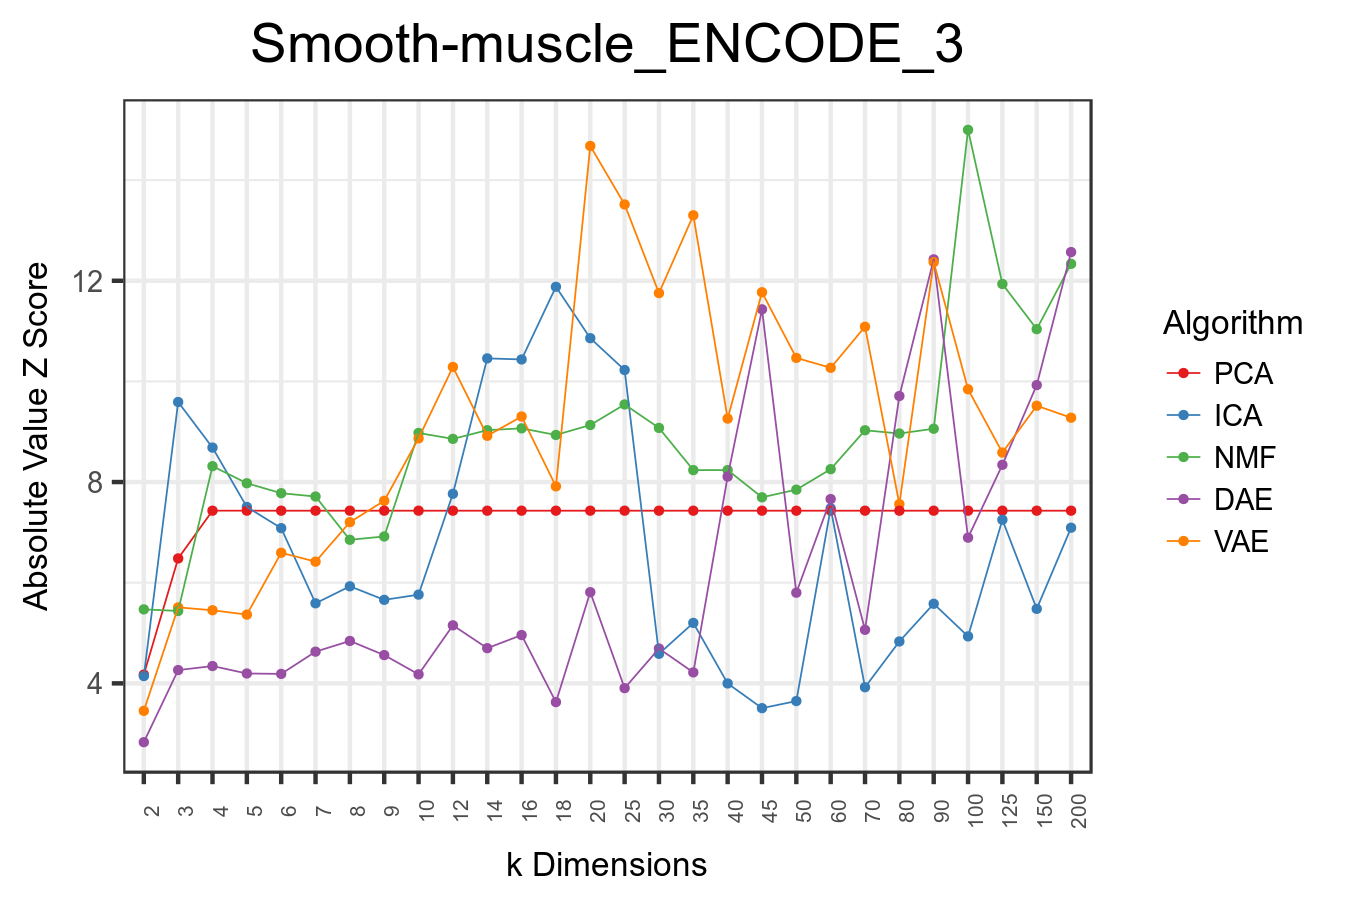 Smooth-muscle_ENCODE_3
Absolute Value Z Score
12
8
4
2 3 4 5 6 7 8 9 10 12 14 16 18 20 25 30 35 40 45 50 60 70 80 90 100 125 150 200
k Dimensions
Algorithm
PCA
ICA
NMF
DAE
VAE